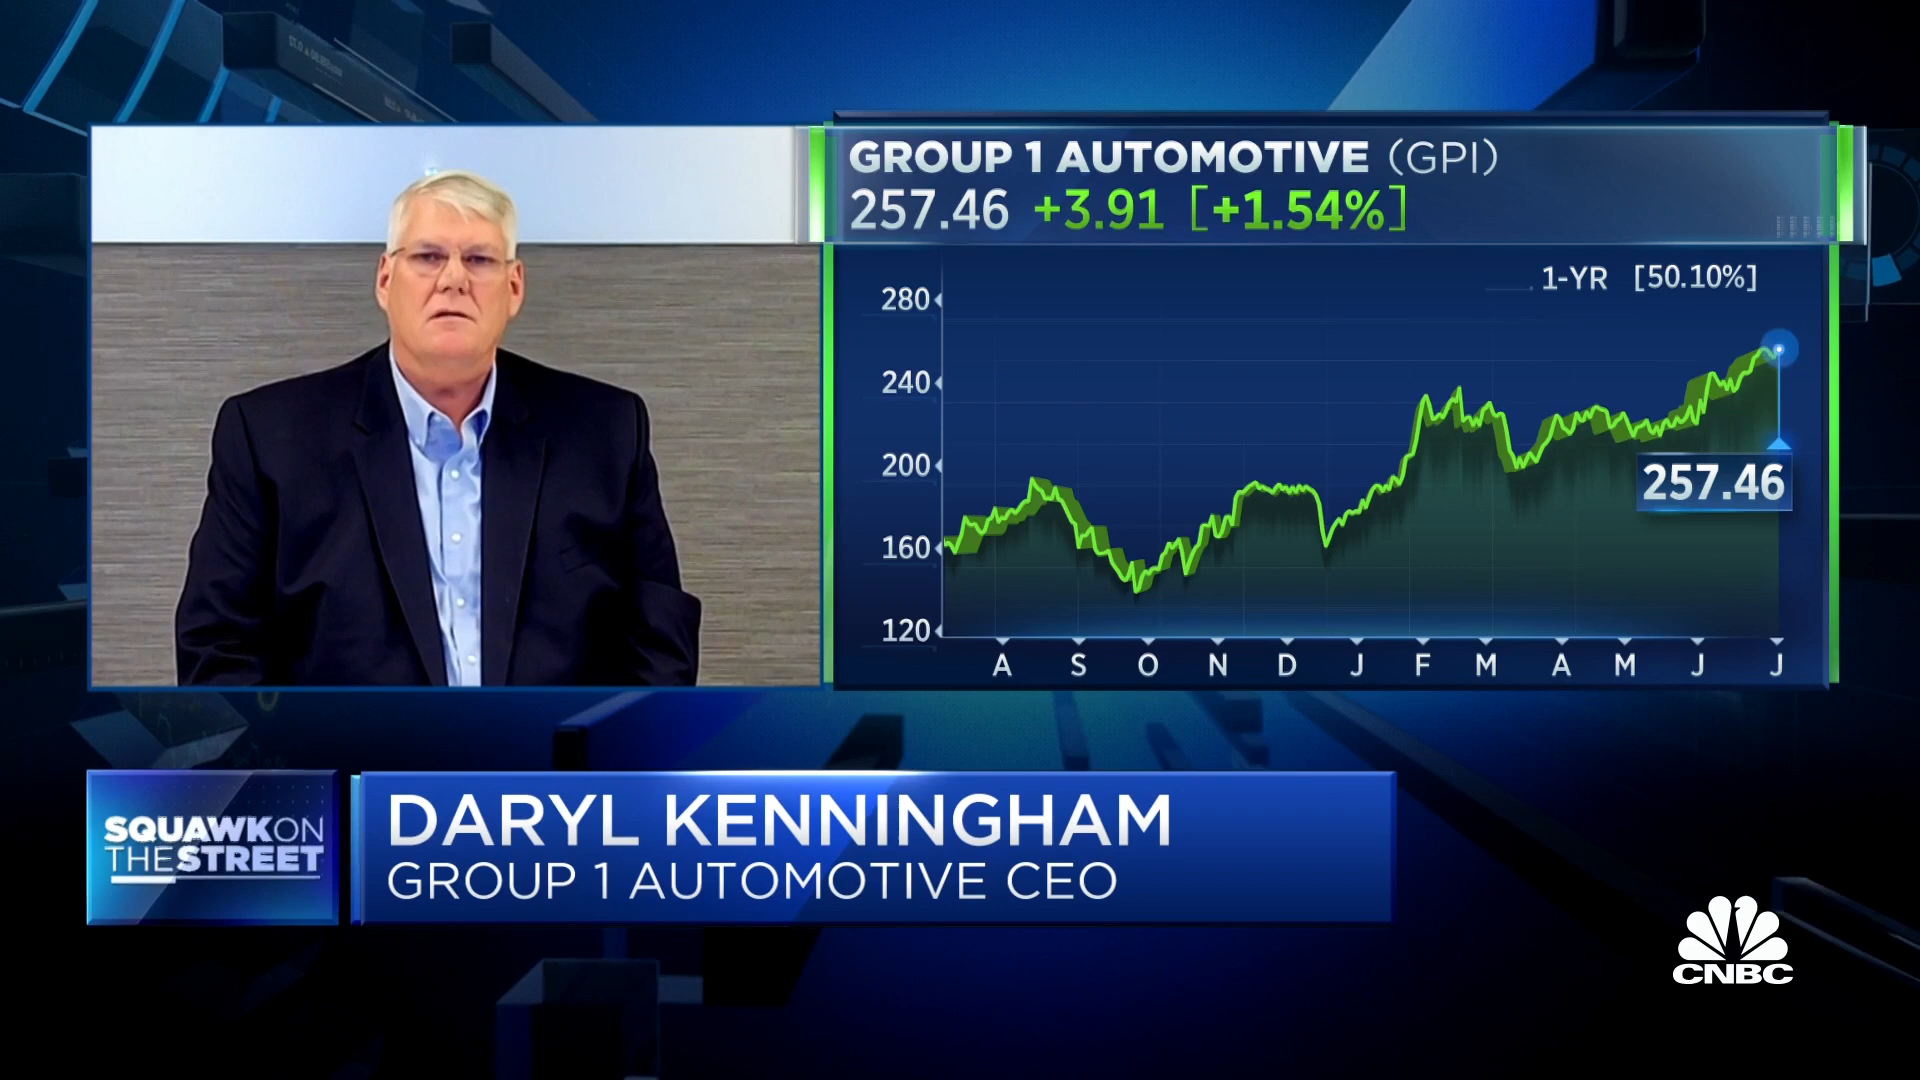 GROUP 1 AUTOMOTIVE (GPI)
257.46 +3.91 [+1.54%]
1-YR [50.10%]
280
240
200
160
120
257.46
A S O N D J F M A M J J
SQUAWK ON
THE STREET
DARYL KENNINGHAM
GROUP 1 AUTOMOTIVE CEO
CNBC